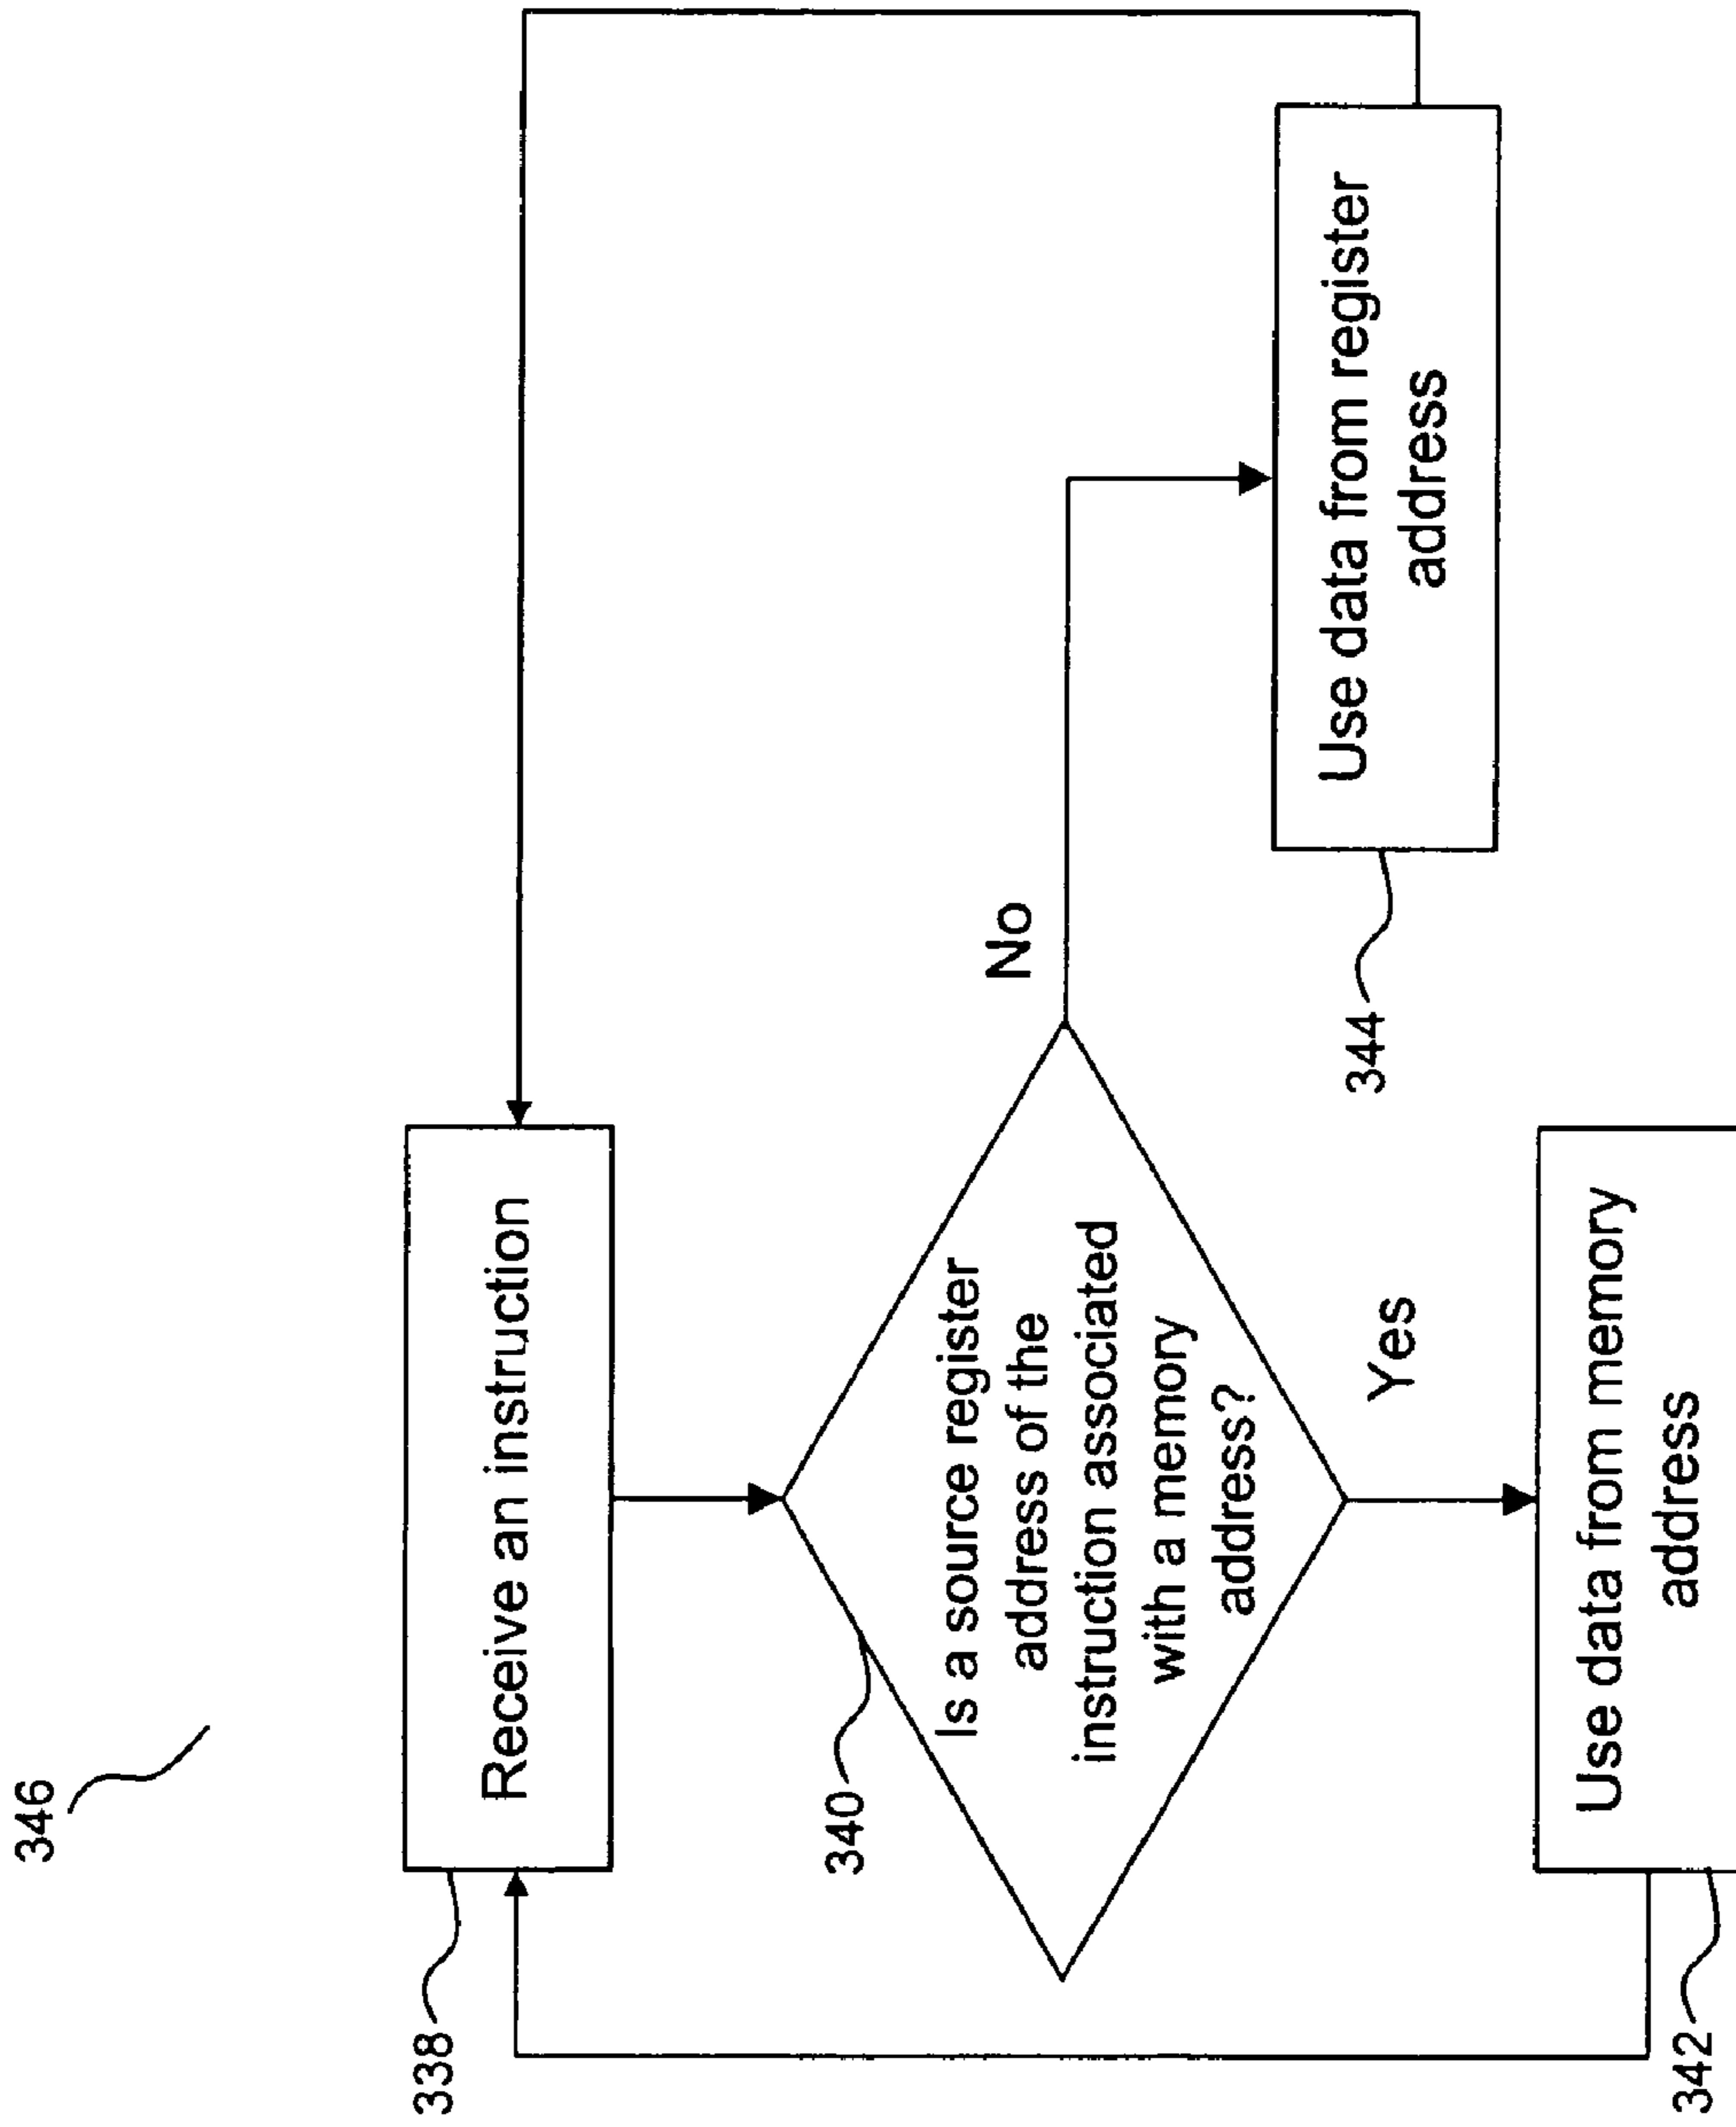 346
338
Receive an instruction
340
Is a source register
address of the
instruction associated
with a memory
address?
No
Yes
344
Use data from register
address
342
Use data from memory
address